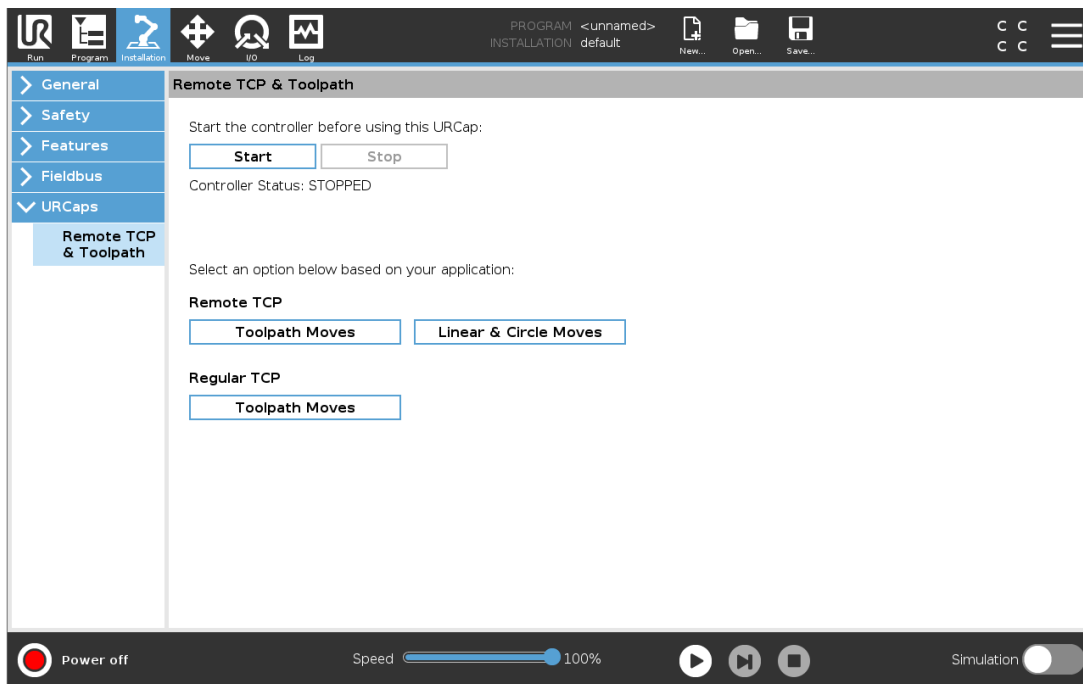 PROGRAM <unnamed>
INSTALLATION default
C C
C C
Run Program Installation Move I/O Log New... Open... Save...
General
Safety
Features
Fieldbus
URCaps
Remote TCP
& Toolpath
Remote TCP & Toolpath
Start the controller before using this URCap:
Start Stop
Controller Status: STOPPED
Select an option below based on your application:
Remote TCP
Toolpath Moves Linear & Circle Moves
Regular TCP
Toolpath Moves
Power off Speed 100% Simulation